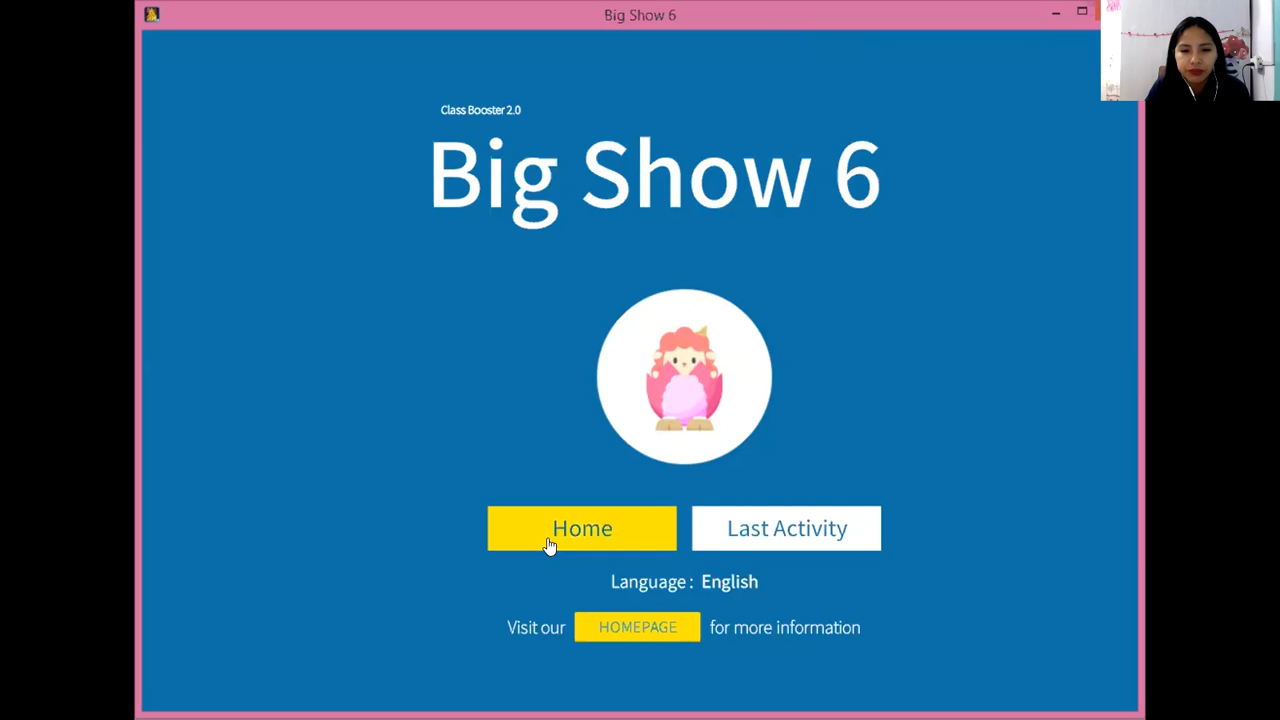 Big Show 6
Class Booster 2.0
Big Show 6
Home
Last Activity
Language : English
Visit our HOMEPAGE for more information